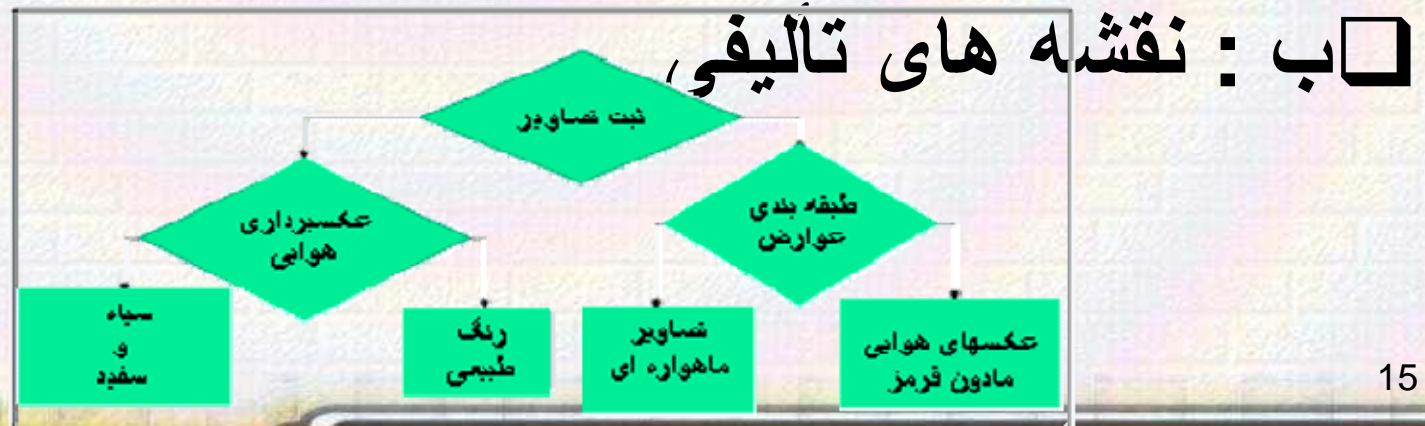 ❑ب : نقشه های تألیفی
ثبت تصاویر
طبقه بندی
عوارض
عکسبرداری
هوایی
عکسهای هوایی
مادون قرمز
تصاویر
ماهواره ای
رنگ
طبیعی
سیاه
و
سفید
15